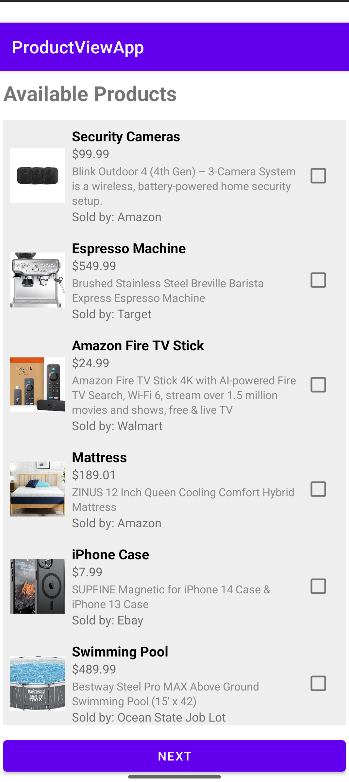 ProductViewApp
Available Products
Security Cameras
$99.99
Blink Outdoor 4 (4th Gen) – 3-Camera System
is a wireless, battery-powered home security
setup.
Sold by: Amazon
Espresso Machine
$549.99
Brushed Stainless Steel Breville Barista
Express Espresso Machine
Sold by: Target
Amazon Fire TV Stick
$24.99
Amazon Fire TV Stick 4K with AI-powered Fire
TV Search, Wi-Fi 6, stream over 1.5 million
movies and shows, free & live TV
Sold by: Walmart
Mattress
$189.01
ZINUS 12 Inch Queen Cooling Comfort Hybrid
Mattress
Sold by: Amazon
iPhone Case
$7.99
SUPFINE Magnetic for iPhone 14 Case &
iPhone 13 Case
Sold by: Ebay
Swimming Pool
$489.99
Bestway Steel Pro MAX Above Ground
Swimming Pool (15' x 42)
Sold by: Ocean State Job Lot
NEXT